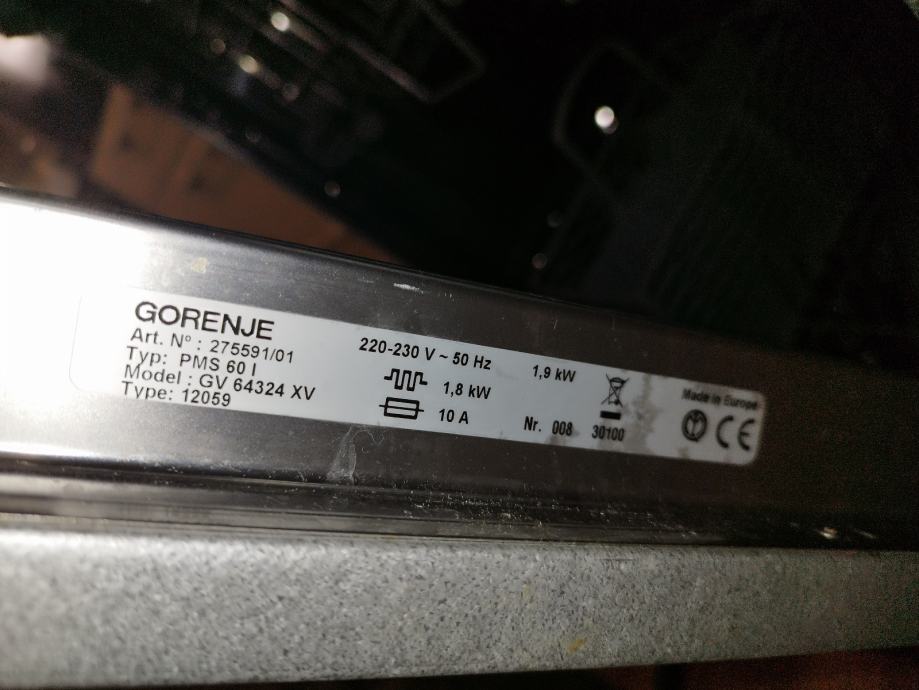 GORENJE
Art. N° : 275591/01
Typ: PMS 60 I
Model : GV 64324 XV
Type: 12059
220-230 V ~ 50 Hz
1,9 kW
1,8 kW
10 A
Nr. 008 30100
Made in Europe
CE